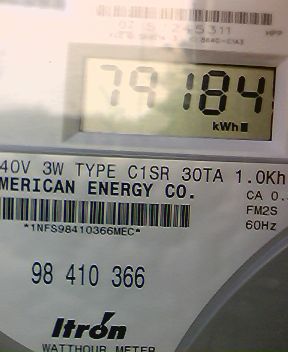 79184
kWh
40V 3W TYPE C1SR 30TA 1.0Kh
MERICAN ENERGY CO.
CA 0.
FM2S
*1NFS98410366MEC*
60Hz
98 410 366
Itron
WATTHOUR METER